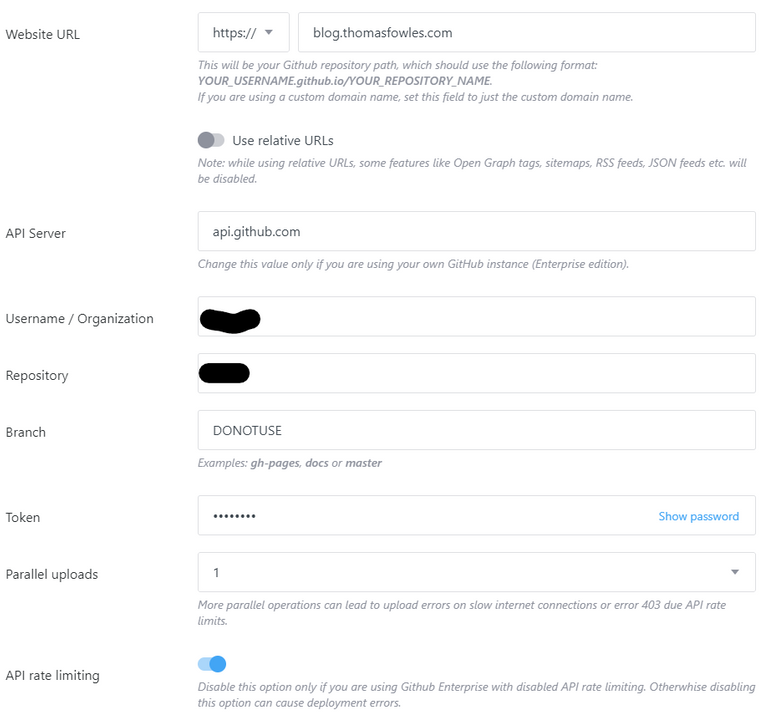 Website URL
https://
blog.thomasfowles.com
This will be your Github repository path, which should use the following format:
YOUR_USERNAME.github.io/YOUR_REPOSITORY_NAME.
If you are using a custom domain name, set this field to just the custom domain name.
Use relative URLs
Note: while using relative URLs, some features like Open Graph tags, sitemaps, RSS feeds, JSON feeds etc. will
be disabled.
API Server
api.github.com
Change this value only if you are using your own GitHub instance (Enterprise edition).
Username / Organization
Repository
Branch
DONOTUSE
Examples: gh-pages, docs or master
Token
••••••••
Show password
Parallel uploads
1
More parallel operations can lead to upload errors on slow internet connections or error 403 due API rate
limits.
API rate limiting
Disable this option only if you are using Github Enterprise with disabled API rate limiting. Otherwhise disabling
this option can cause deployment errors.